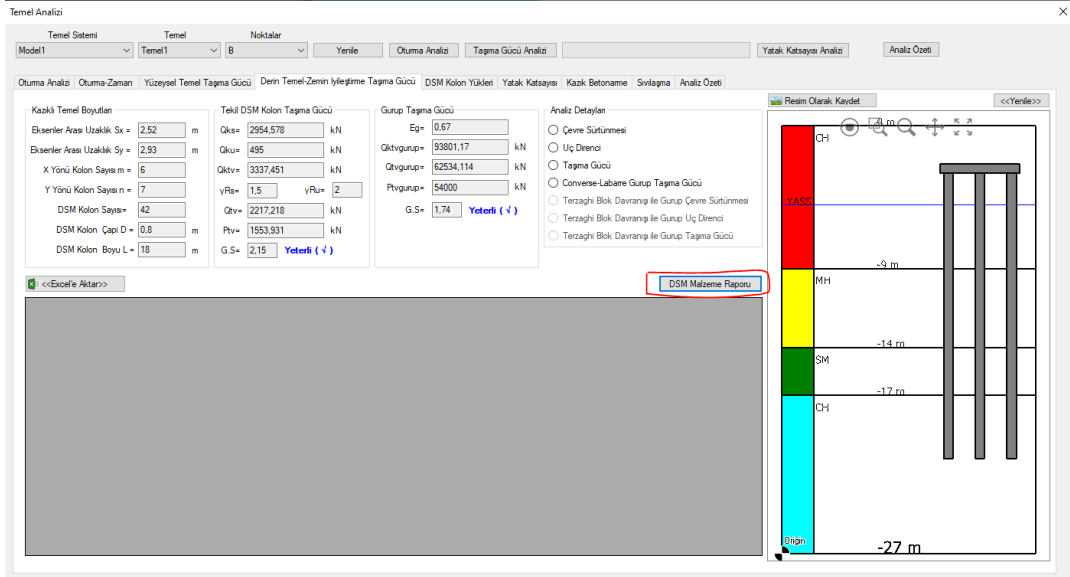 Temel Analizi
Temel Sistemi Temel Noktalar
Model1 Temel1 B Yenile Oturma Analizi Taşıma Gücü Analizi Yatak Katsayısı Analizi Analiz Özeti
Oturma Analizi Oturma-Zaman Yüzeysel Temel Taşıma Gücü Derin Temel-Zemin İyileştirme Taşıma Gücü DSM Kolon Yükleri Yatak Katsayısı Kazık Betonarme Sıvılaşma Analiz Özeti
Kazıklı Temel Boyutları
Eksenler Arası Uzaklık Sx = 2,52 m
Eksenler Arası Uzaklık Sy = 2,93 m
X Yönü Kolon Sayısı m = 6
Y Yönü Kolon Sayısı n = 7
DSM Kolon Sayısı= 42
DSM Kolon Çapi D = 0,8 m
DSM Kolon Boyu L = 18 m
Tekil DSM Kolon Taşıma Gücü
Qks= 2954,578 kN
Qku= 495 kN
Qktv= 3337,451 kN
γRs= 1,5 γRu= 2
Qtv= 2217,218 kN
Ptv= 1553,931 kN
G.S= 2,15 Yeterli ( √ )
Gurup Taşıma Gücü
Eg= 0,67
Qktvgurup= 93801,17 kN
Qtvgurup= 62534,114 kN
Ptvgurup= 54000 kN
G.S= 1,74 Yeterli ( √ )
Analiz Detayları
Çevre Sürtünmesi
Uç Direnci
Taşıma Gücü
Converse-Labarre Gurup Taşıma Gücü
Terzaghi Blok Davranışı ile Gurup Çevre Sürtünmesi
Terzaghi Blok Davranışı ile Gurup Uç Direnci
Terzaghi Blok Davranışı ile Gurup Taşıma Gücü
<<Excel'e Aktar>> DSM Malzeme Raporu
Resim Olarak Kaydet <<Yenile>>
0 m
CH
YASS
-9 m
MH
-14 m
SM
-17 m
CH
Origin
-27 m